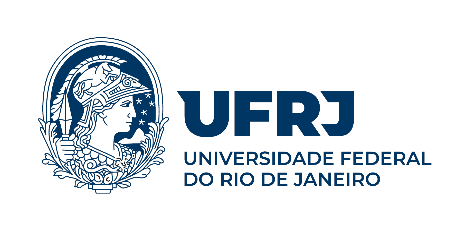 UFRJ
UNIVERSIDADE FEDERAL
DO RIO DE JANEIRO